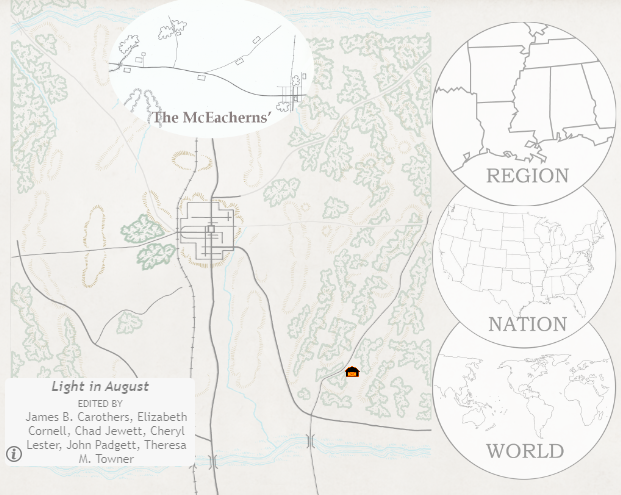 The McEacherns'
REGION
NATION
WORLD
Light in August
EDITED BY
James B. Carothers, Elizabeth
Cornell, Chad Jewett, Cheryl
Lester, John Padgett, Theresa
M. Towner
i